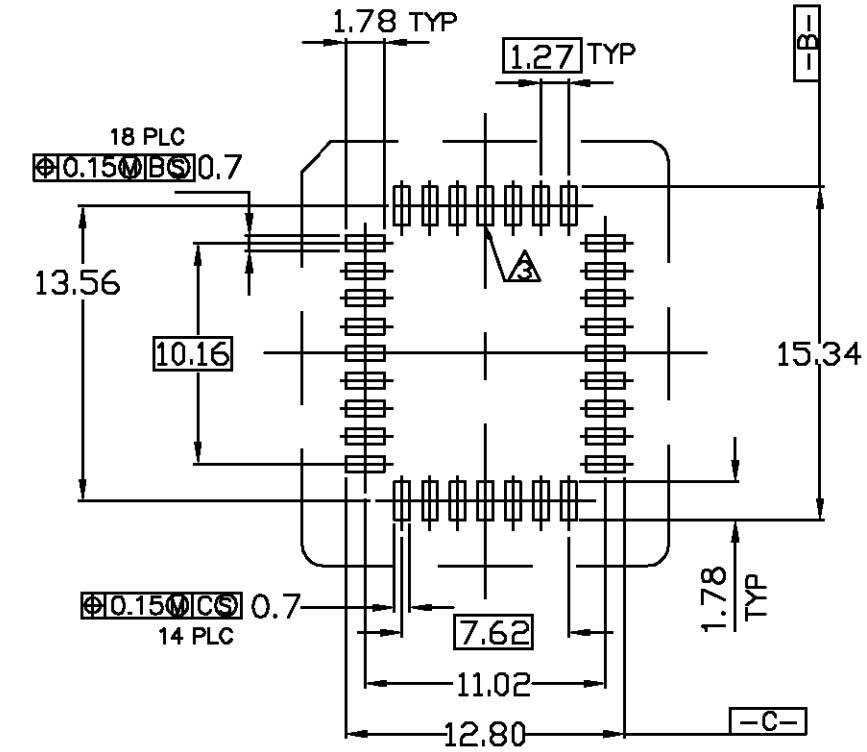 1.78 TYP
1.27 TYP
-B-
18 PLC
⌖ 0.15Ⓜ B Ⓢ 0.7
13.56
3
10.16
15.34
1.78 TYP
⌖ 0.15Ⓜ C Ⓢ 0.7
14 PLC
7.62
11.02
12.80
-C-